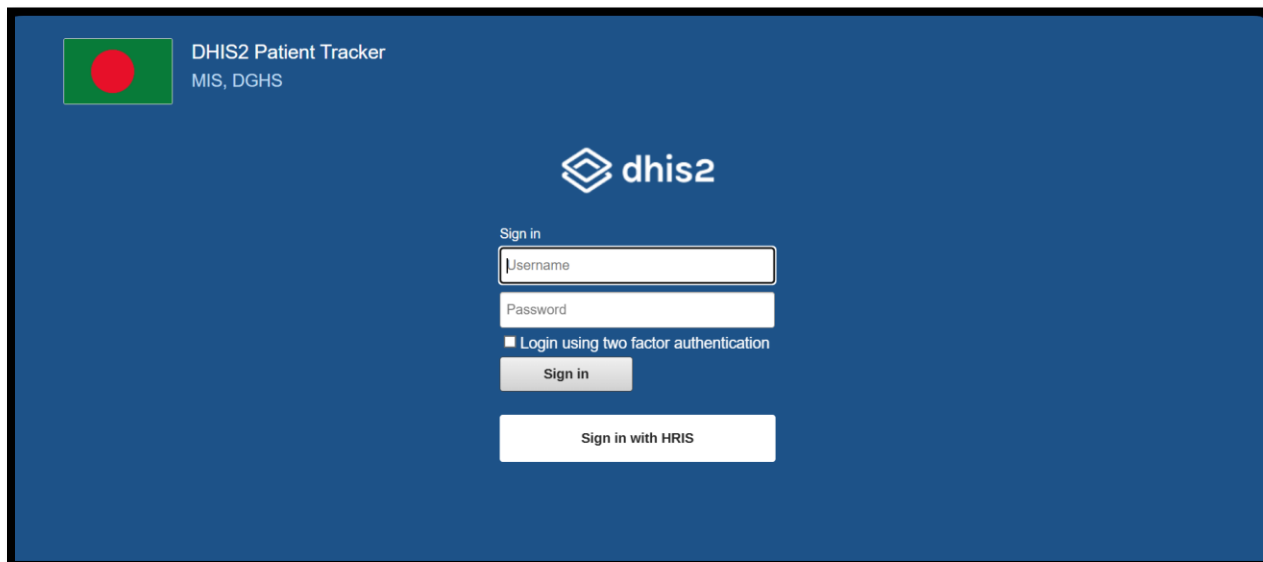 DHIS2 Patient Tracker
MIS, DGHS
dhis2
Sign in
Username
Password
Login using two factor authentication
Sign in
Sign in with HRIS